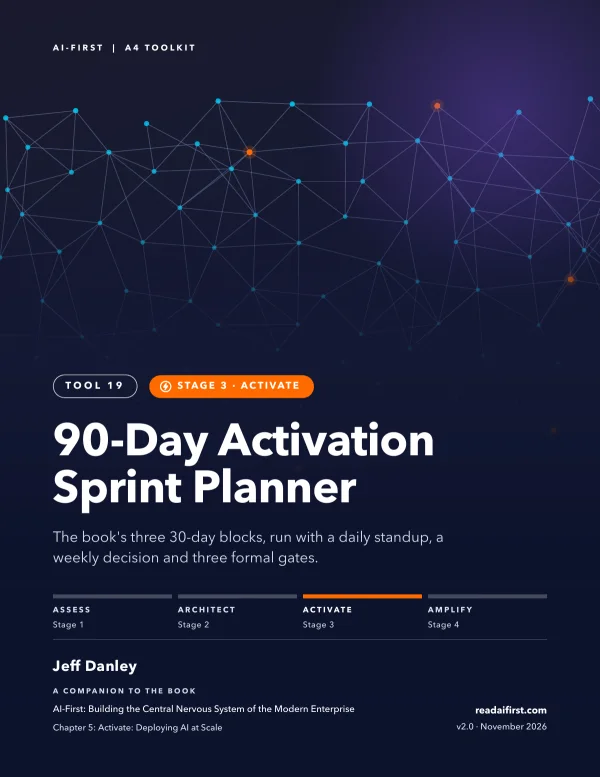 AI-FIRST | A4 TOOLKIT
TOOL 19
STAGE 3 · ACTIVATE
90-Day Activation
Sprint Planner
The book's three 30-day blocks, run with a daily standup, a
weekly decision and three formal gates.
ASSESS
Stage 1
ARCHITECT
Stage 2
ACTIVATE
Stage 3
AMPLIFY
Stage 4
Jeff Danley
A COMPANION TO THE BOOK
AI-First: Building the Central Nervous System of the Modern Enterprise
Chapter 5: Activate: Deploying AI at Scale
readaifirst.com
v2.0 · November 2026